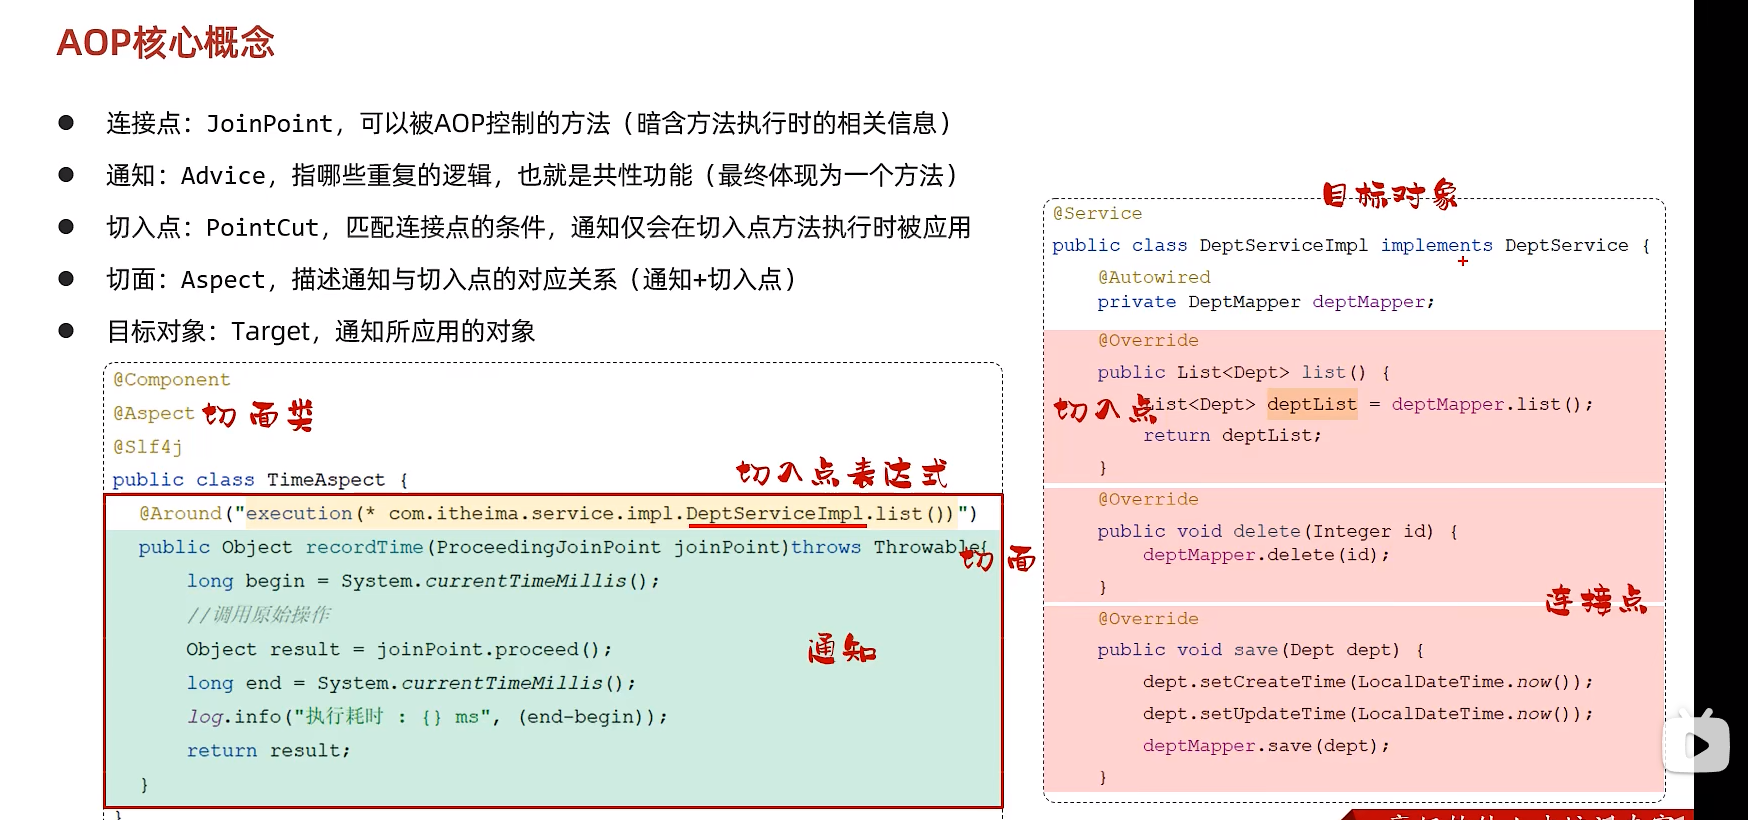 AOP核心概念
连接点：JoinPoint，可以被AOP控制的方法（暗含方法执行时的相关信息）
通知：Advice，指哪些重复的逻辑，也就是共性功能（最终体现为一个方法）
切入点：PointCut，匹配连接点的条件，通知仅会在切入点方法执行时被应用
切面：Aspect，描述通知与切入点的对应关系（通知+切入点）
目标对象：Target，通知所应用的对象
@Component
@Aspect 切面类
@Slf4j
public class TimeAspect {
切入点表达式
@Around("execution(* com.itheima.service.impl.DeptServiceImpl.list())")
public Object recordTime(ProceedingJoinPoint joinPoint)throws Throwable{
切面
long begin = System.currentTimeMillis();
//调用原始操作
Object result = joinPoint.proceed();
通知
long end = System.currentTimeMillis();
log.info("执行耗时 : {} ms", (end-begin));
return result;
}
}
目标对象
@Service
public class DeptServiceImpl implements DeptService {
@Autowired
private DeptMapper deptMapper;
@Override
public List<Dept> list() {
切入点
List<Dept> deptList = deptMapper.list();
return deptList;
}
@Override
public void delete(Integer id) {
deptMapper.delete(id);
}
连接点
@Override
public void save(Dept dept) {
dept.setCreateTime(LocalDateTime.now());
dept.setUpdateTime(LocalDateTime.now());
deptMapper.save(dept);
}